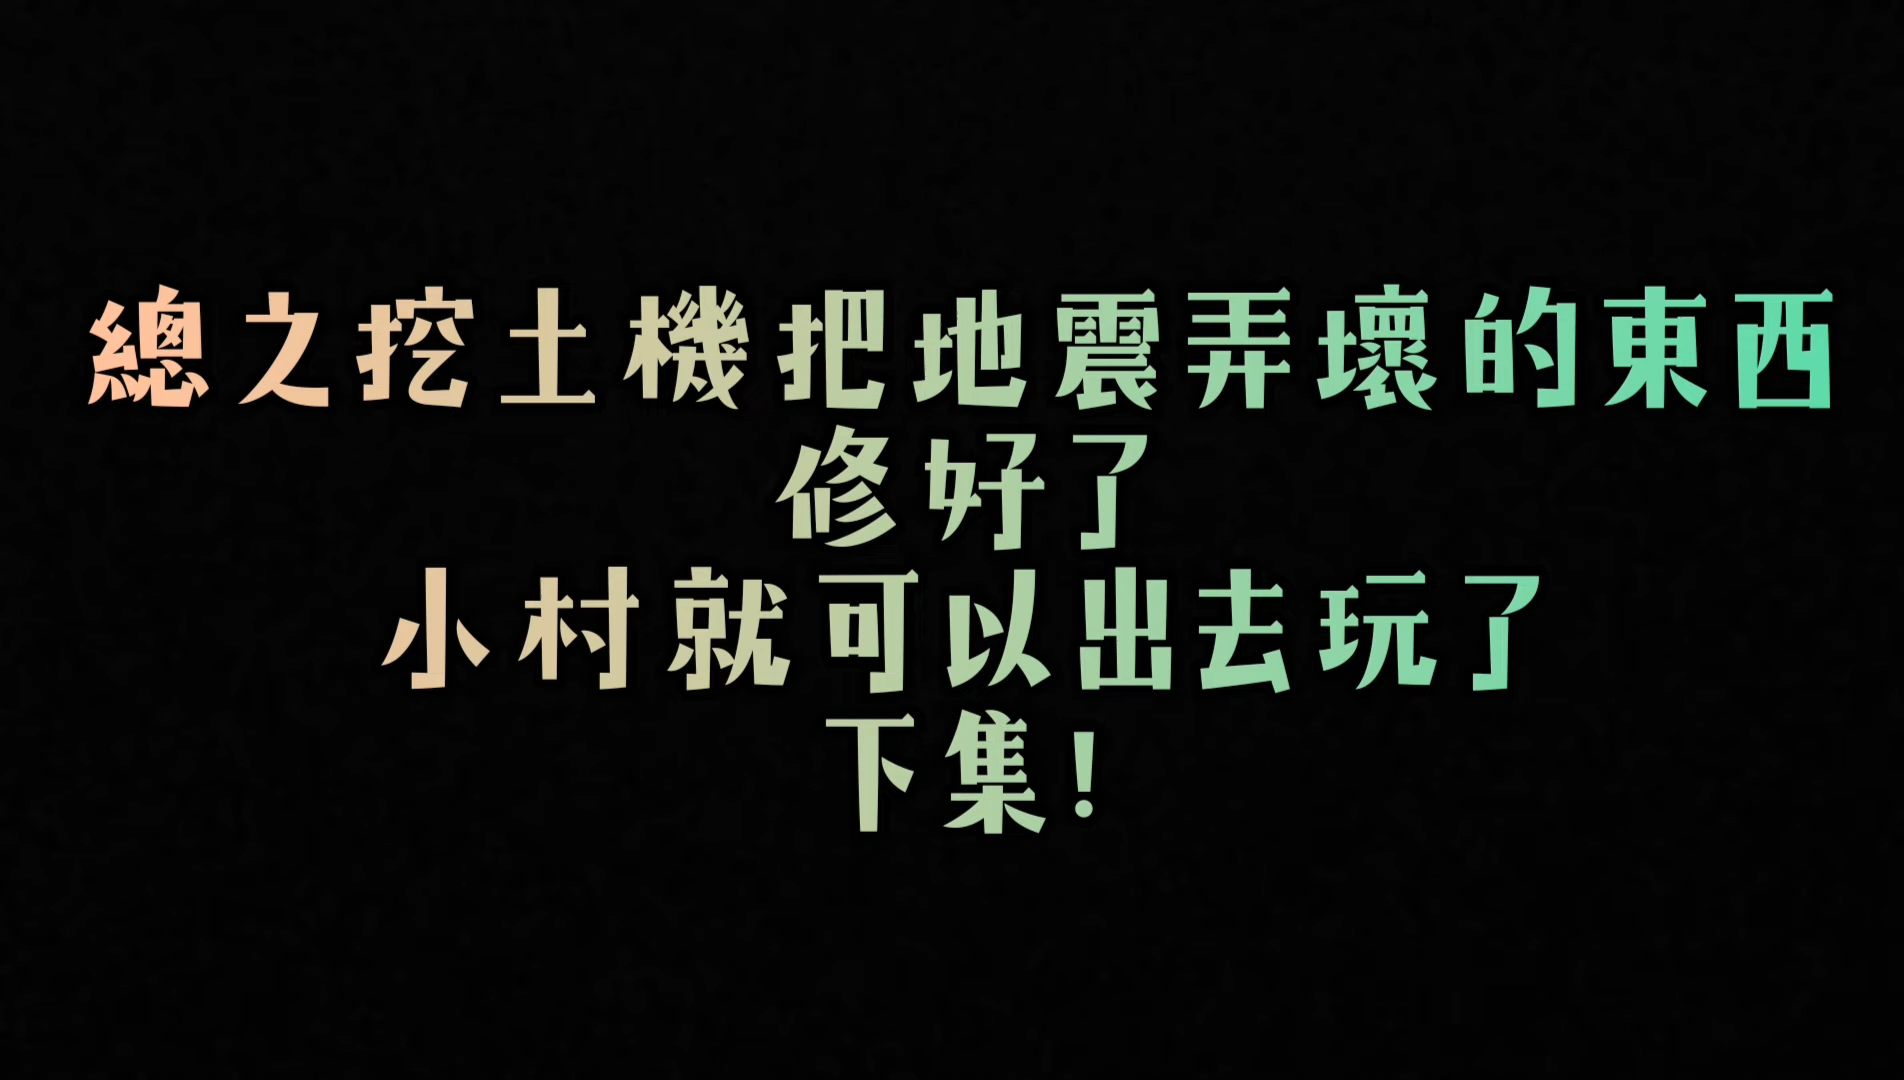 總之挖土機把地震弄壞的東西
修好了
小村就可以出去玩了
下集!